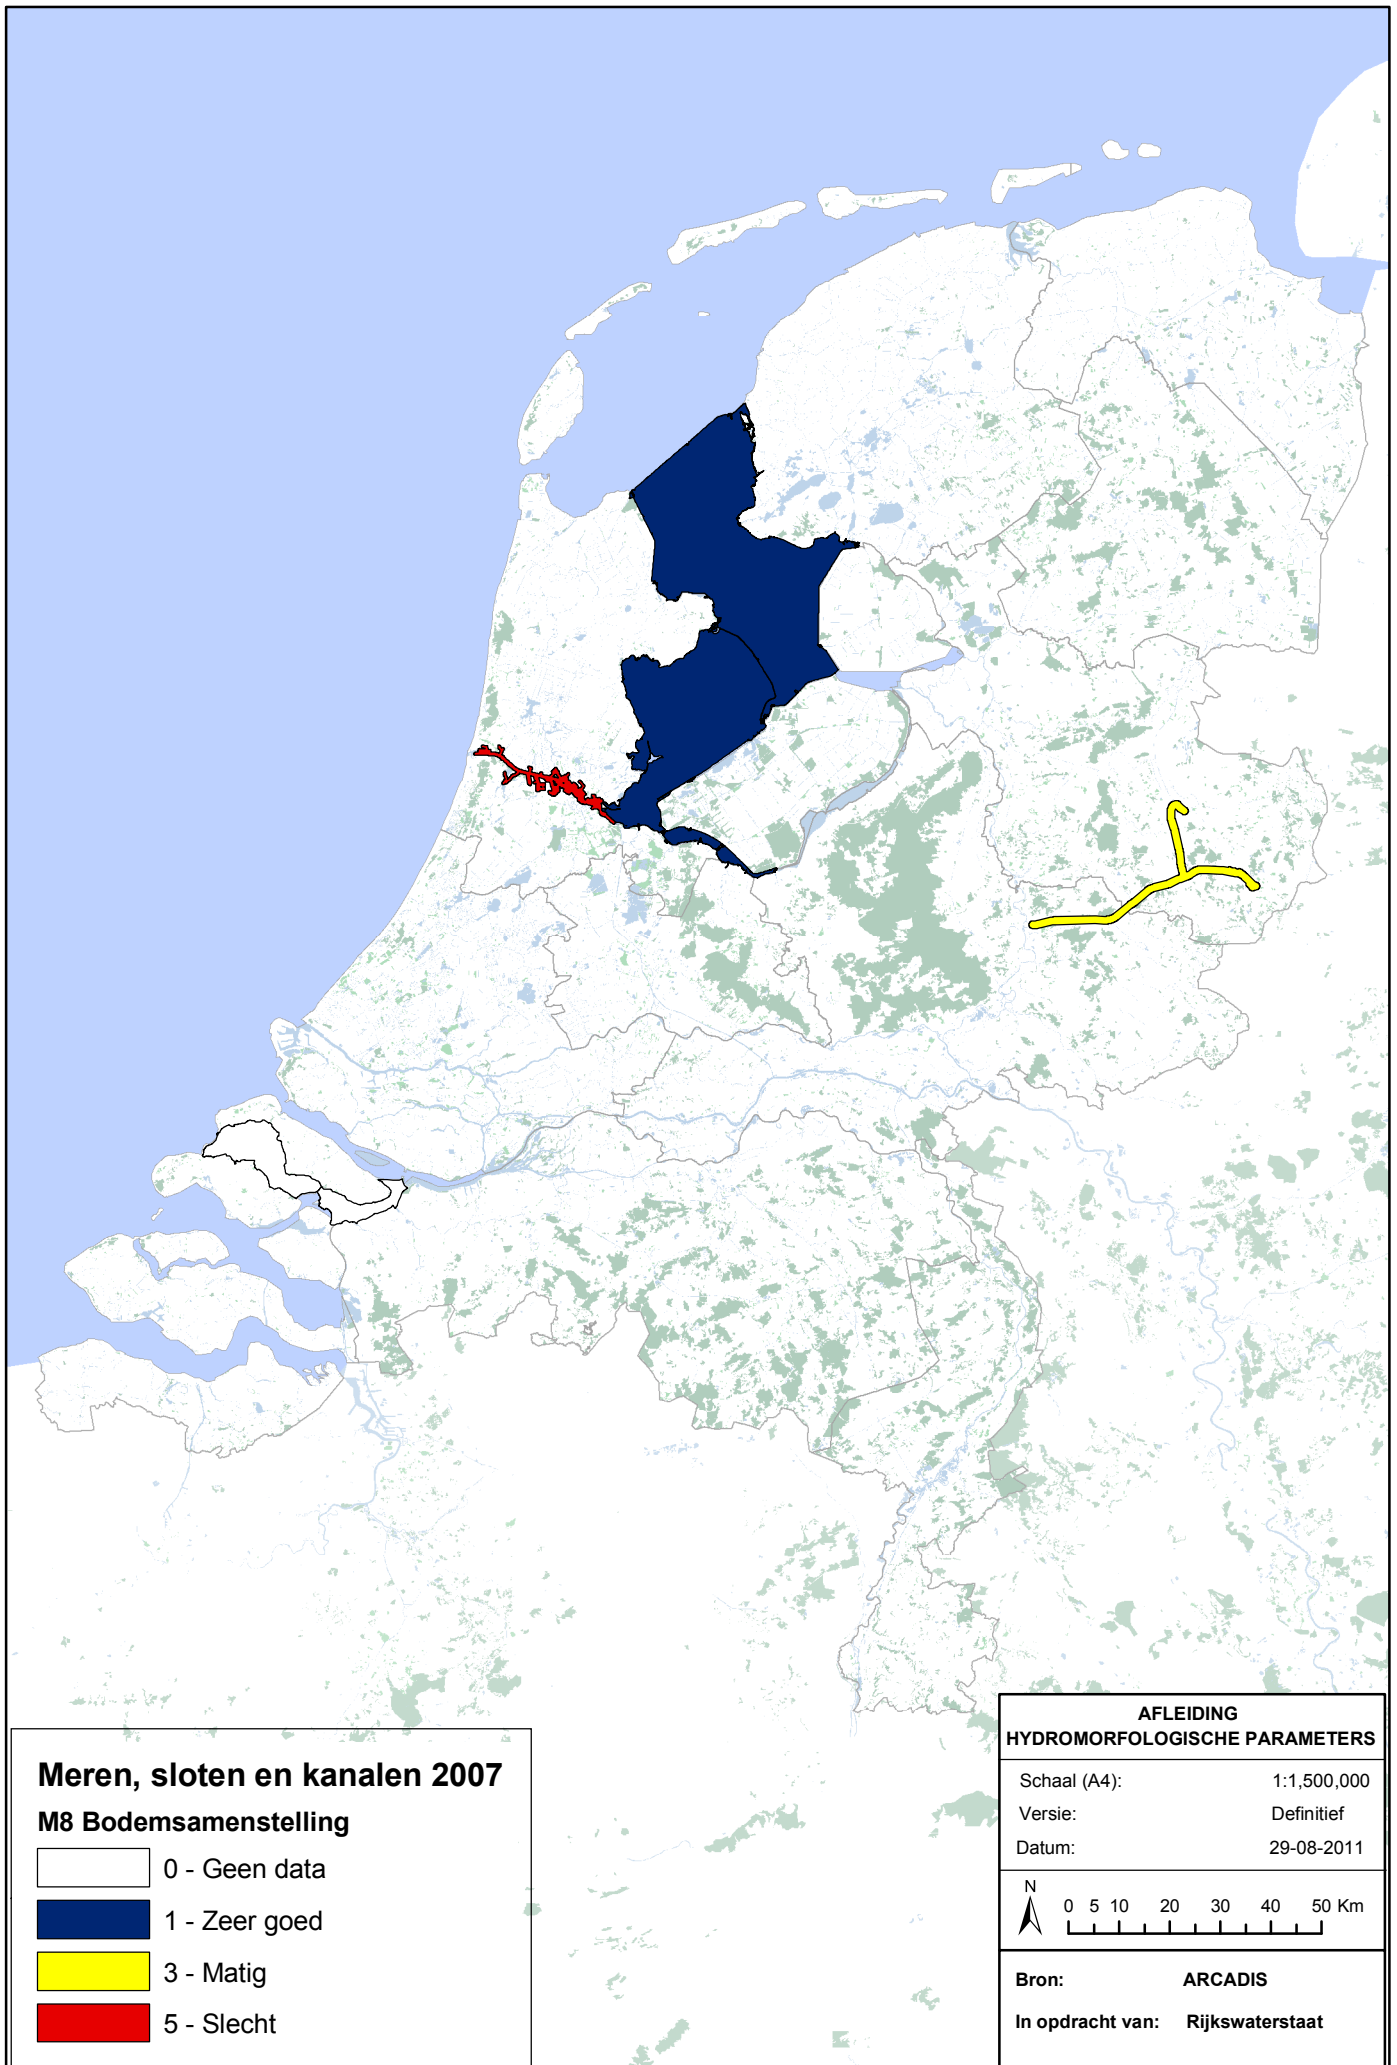 Meren, sloten en kanalen 2007
M8 Bodemsamenstelling
0 - Geen data
1 - Zeer goed
3 - Matig
5 - Slecht
AFLEIDING
HYDROMORFOLOGISCHE PARAMETERS
Schaal (A4): 1:1,500,000
Versie: Definitief
Datum: 29-08-2011
N
0 5 10 20 30 40 50 Km
Bron: ARCADIS
In opdracht van: Rijkswaterstaat